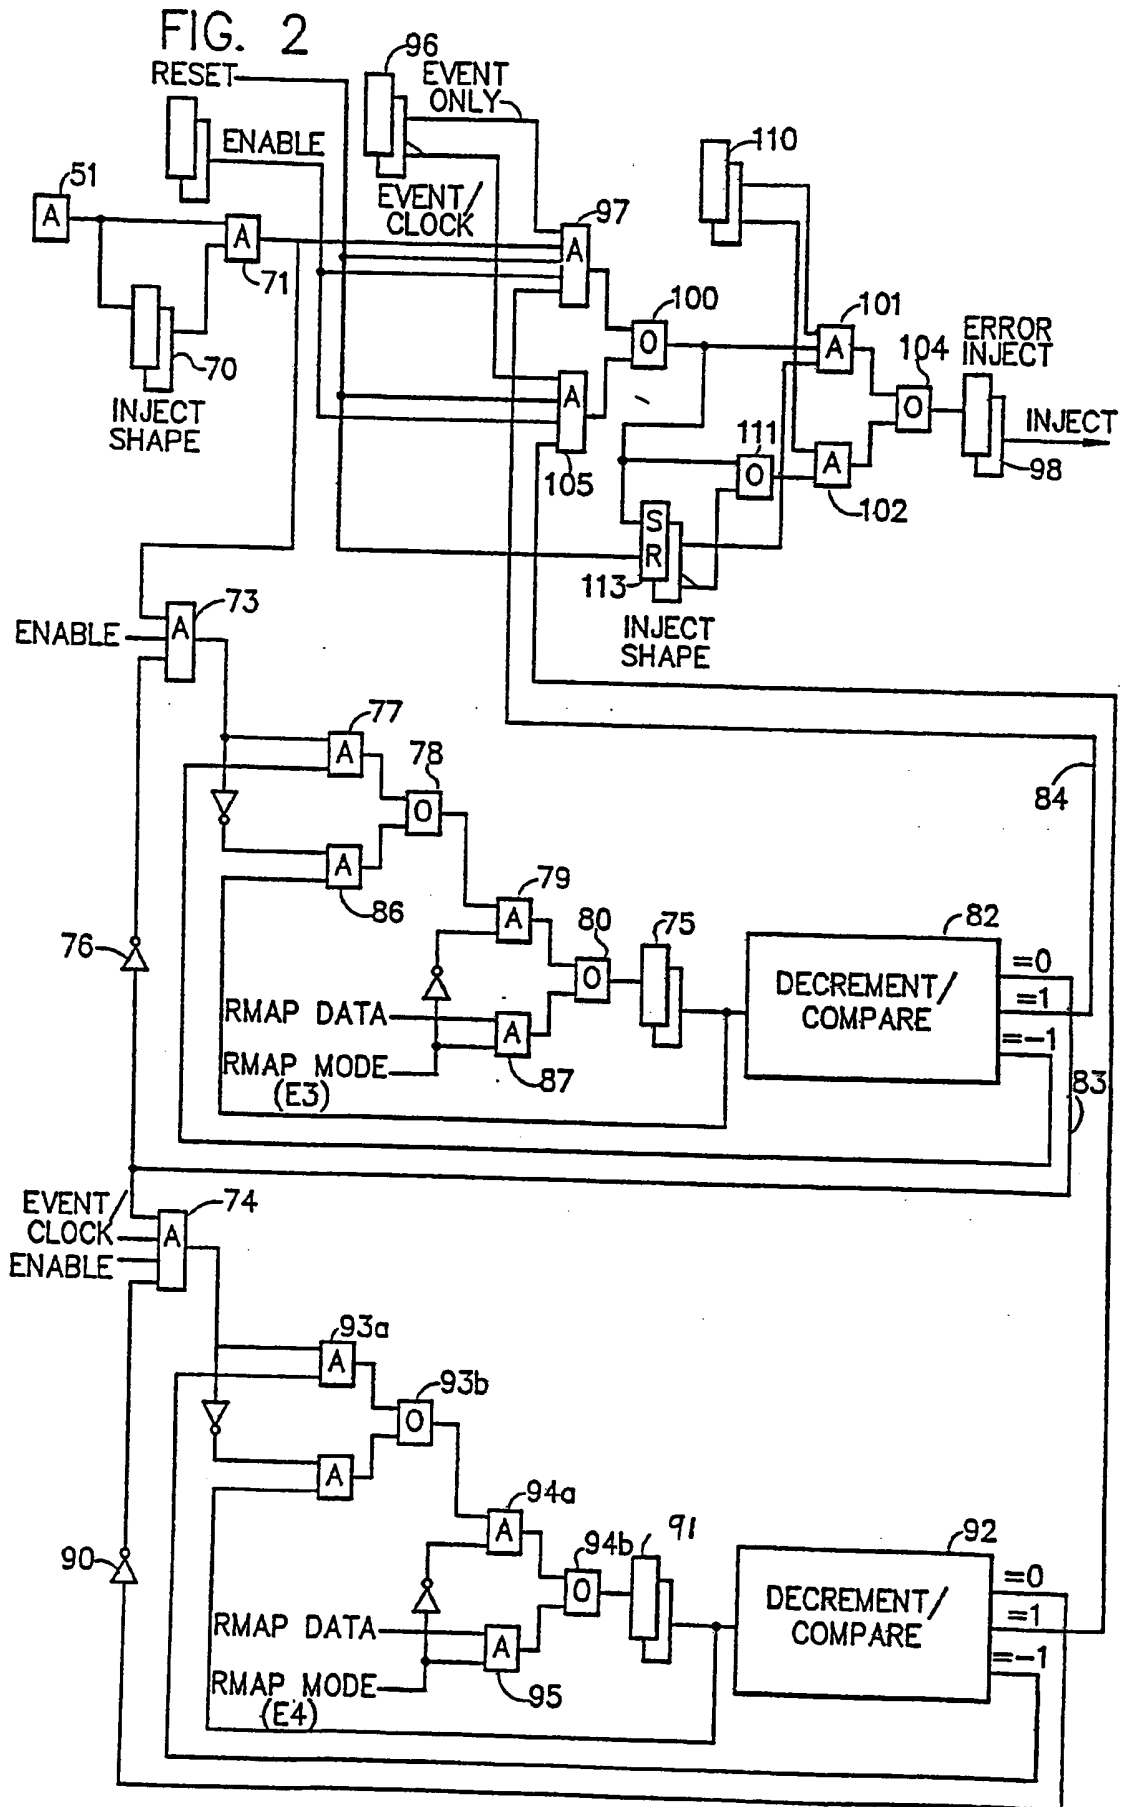 FIG. 2
RESET
96
EVENT
ONLY
ENABLE
110
51
A
EVENT/
CLOCK
97
A
A
71
100
101
ERROR
INJECT
O
A
104
70
INJECT
SHAPE
A
O
INJECT
111
105
O
A
98
102
S
R
113
73
INJECT
SHAPE
ENABLE
A
77
A
78
O
84
A
86
79
A
80
75
82
76
=0
DECREMENT/
COMPARE
O
=1
RMAP DATA
A
=-1
RMAP MODE
(E3)
87
83
EVENT/
CLOCK
74
A
ENABLE
93a
A
93b
O
A
94a
A
94b
91
92
90
=0
O
DECREMENT/
COMPARE
=1
RMAP DATA
A
=-1
RMAP MODE
(E4)
95